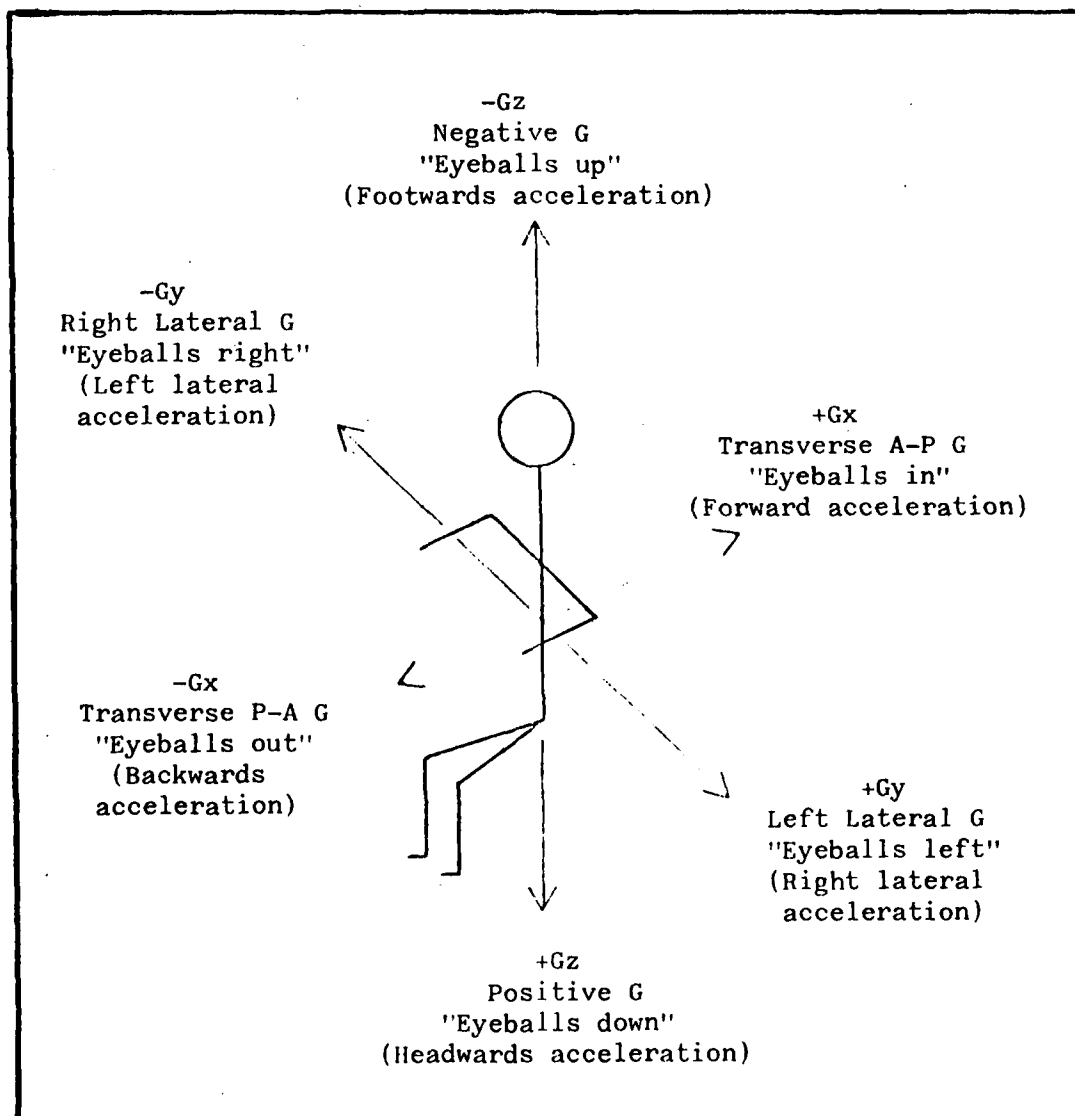 -Gz
Negative G
"Eyeballs up"
(Footwards acceleration)
-Gy
Right Lateral G
"Eyeballs right"
(Left lateral
acceleration)
+Gx
Transverse A-P G
"Eyeballs in"
(Forward acceleration)
-Gx
Transverse P-A G
"Eyeballs out"
(Backwards
acceleration)
+Gy
Left Lateral G
"Eyeballs left"
(Right lateral
acceleration)
+Gz
Positive G
"Eyeballs down"
(Headwards acceleration)